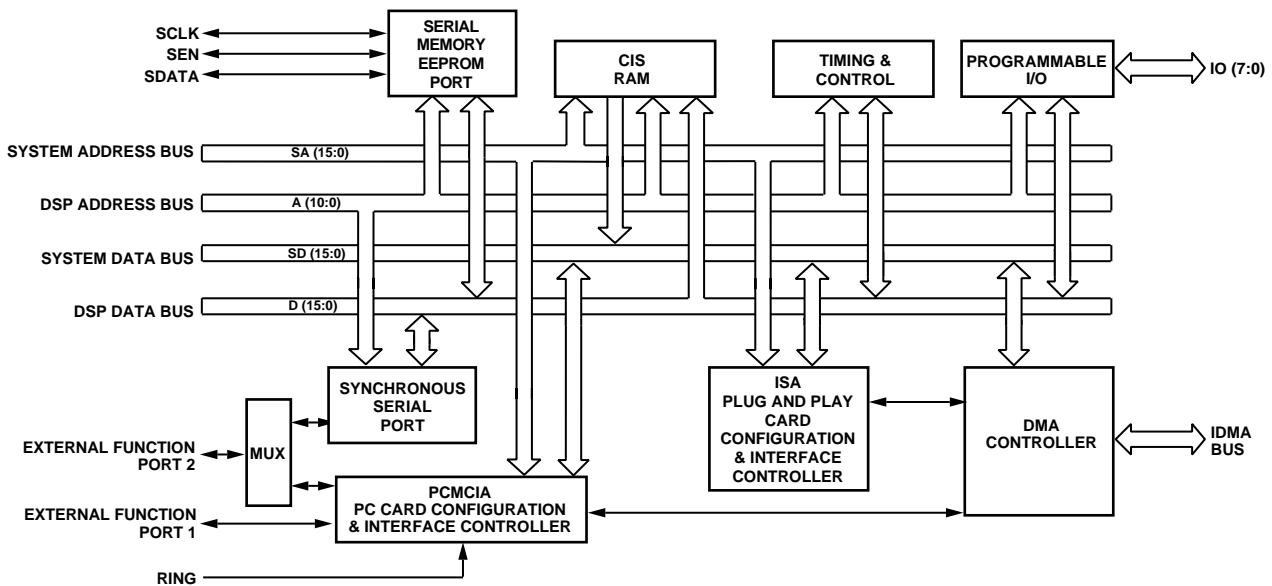 SCLK
SEN
SDATA
SERIAL
MEMORY
EEPROM
PORT
CIS
RAM
TIMING &
CONTROL
PROGRAMMABLE
I/O
IO (7:0)
SYSTEM ADDRESS BUS
SA (15:0)
DSP ADDRESS BUS
A (10:0)
SYSTEM DATA BUS
SD (15:0)
DSP DATA BUS
D (15:0)
SYNCHRONOUS
SERIAL
PORT
ISA
PLUG AND PLAY
CARD
CONFIGURATION
& INTERFACE
CONTROLLER
DMA
CONTROLLER
IDMA
BUS
EXTERNAL FUNCTION
PORT 2
MUX
PCMCIA
PC CARD CONFIGURATION
& INTERFACE CONTROLLER
EXTERNAL FUNCTION
PORT 1
RING